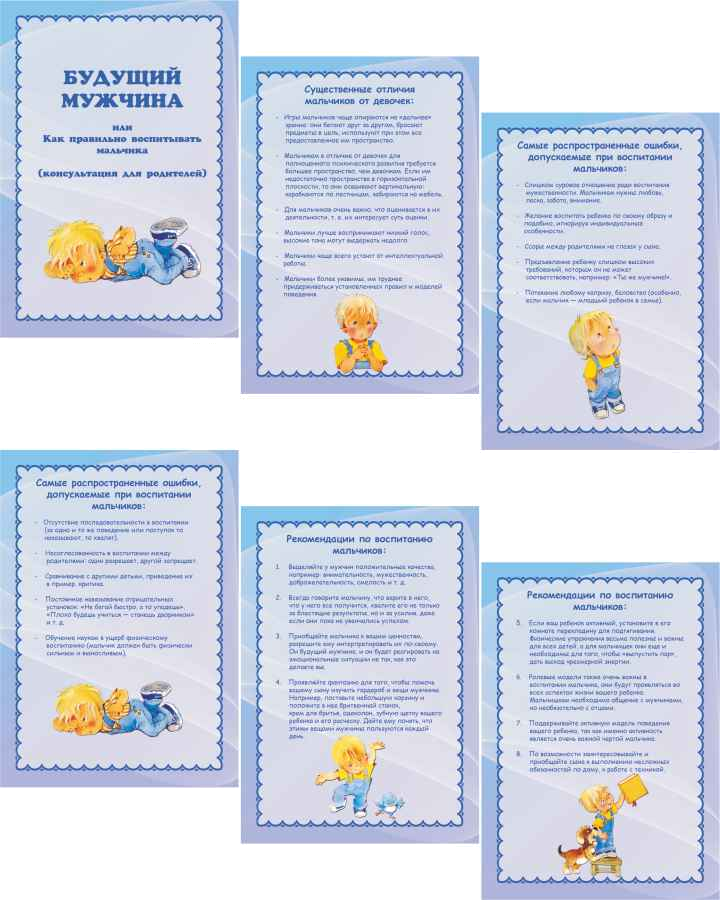 БУДУЩИЙ
МУЖЧИНА
или
Как правильно воспитывать
мальчика
(консультация для родителей)
Существенные отличия
мальчиков от девочек:
- Игры мальчиков чаще опираются на «дальнее»
зрение: они бегают друг за другом, бросают
предметы в цель, используют при этом все
предоставленное им пространство.
- Мальчикам в отличие от девочек для
полноценного психического развития требуется
большее пространство, чем девочкам. Если им
недостаточно пространства в горизонтальной
плоскости, то они осваивают вертикальную:
карабкаются по лестницам, забираются на мебель.
- Для мальчиков очень важно, что оценивается в их
деятельности, т. е. их интересует суть оценки.
- Мальчики лучше воспринимают низкий голос,
высокие тона могут выдержать недолго.
- Мальчики чаще всего устают от интеллектуальной
работы.
- Мальчики более уязвимы, им труднее
придерживаться установленных правил и моделей
поведения.
Самые распространенные ошибки,
допускаемые при воспитании
мальчиков:
- Слишком суровое отношение ради воспитания
мужественности. Мальчикам нужны любовь,
ласка, забота, внимание.
- Желание воспитать ребенка по своему образу и
подобию, игнорируя индивидуальные
особенности.
- Ссоры между родителями на глазах у сына.
- Предъявление ребенку слишком высоких
требований, которым он не может
соответствовать, например: «Ты же мужчина!».
- Потакание любому капризу, баловство (особенно,
если мальчик — младший ребенок в семье).
Самые распространенные ошибки,
допускаемые при воспитании
мальчиков:
- Отсутствие последовательности в воспитании
(за одно и то же поведение или поступок то
наказывают, то хвалят).
- Несогласованность в воспитании между
родителями: один разрешает, другой запрещает.
- Сравнивание с другими детьми, приведение их
в пример, критика.
- Постоянное навязывание отрицательных
установок: «Не бегай быстро, а то упадешь»,
«Плохо будешь учиться — станешь дворником»
и т. д.
- Обучение наукам в ущерб физическому
воспитанию (мальчик должен быть физически
сильным и выносливым).
Рекомендации по воспитанию
мальчиков:
1. Выделяйте у мужчин положительные качества,
например: внимательность, мужественность,
доброжелательность, смелость и т. д.
2. Всегда говорите мальчику, что верите в него,
что у него все получится, хвалите его не только
за блестящие результаты, но и за усилия, даже
если они пока не увенчались успехом.
3. Приобщайте мальчика к вашим ценностям,
разрешите ему интерпретировать их по-своему.
Он будущий мужчина, и он будет реагировать на
эмоциональные ситуации не так, как это
делаете вы.
4. Проявляйте фантазию для того, чтобы помочь
вашему сыну изучить гардероб и вещи мужчины.
Например, поставьте небольшую корзину и
положите в нее бритвенный станок,
крем для бритья, одеколон, зубную щетку вашего
ребенка и его расческу. Дайте ему понять, что
этими вещами мужчины пользуются каждый
день.
Рекомендации по воспитанию
мальчиков:
5. Если ваш ребенок активный, установите в его
комнате перекладину для подтягивания.
Физические упражнения весьма полезны и важны
для всех детей, а для мальчишек они еще и
необходимы для того, чтобы «выпустить пар»,
дать выход чрезмерной энергии.
6. Ролевые модели также очень важны в
воспитании мальчика, они будут проявляться во
всех аспектах жизни вашего ребенка.
Мальчишкам необходимо общение с мужчинами,
но необязательно с отцами.
7. Поддерживайте активную модель поведения
вашего ребенка, так как именно активность
является очень важной чертой мальчика.
8. По возможности заинтересовывайте и
приобщайте сына к выполнению несложных
обязанностей по дому, к работе с техникой.